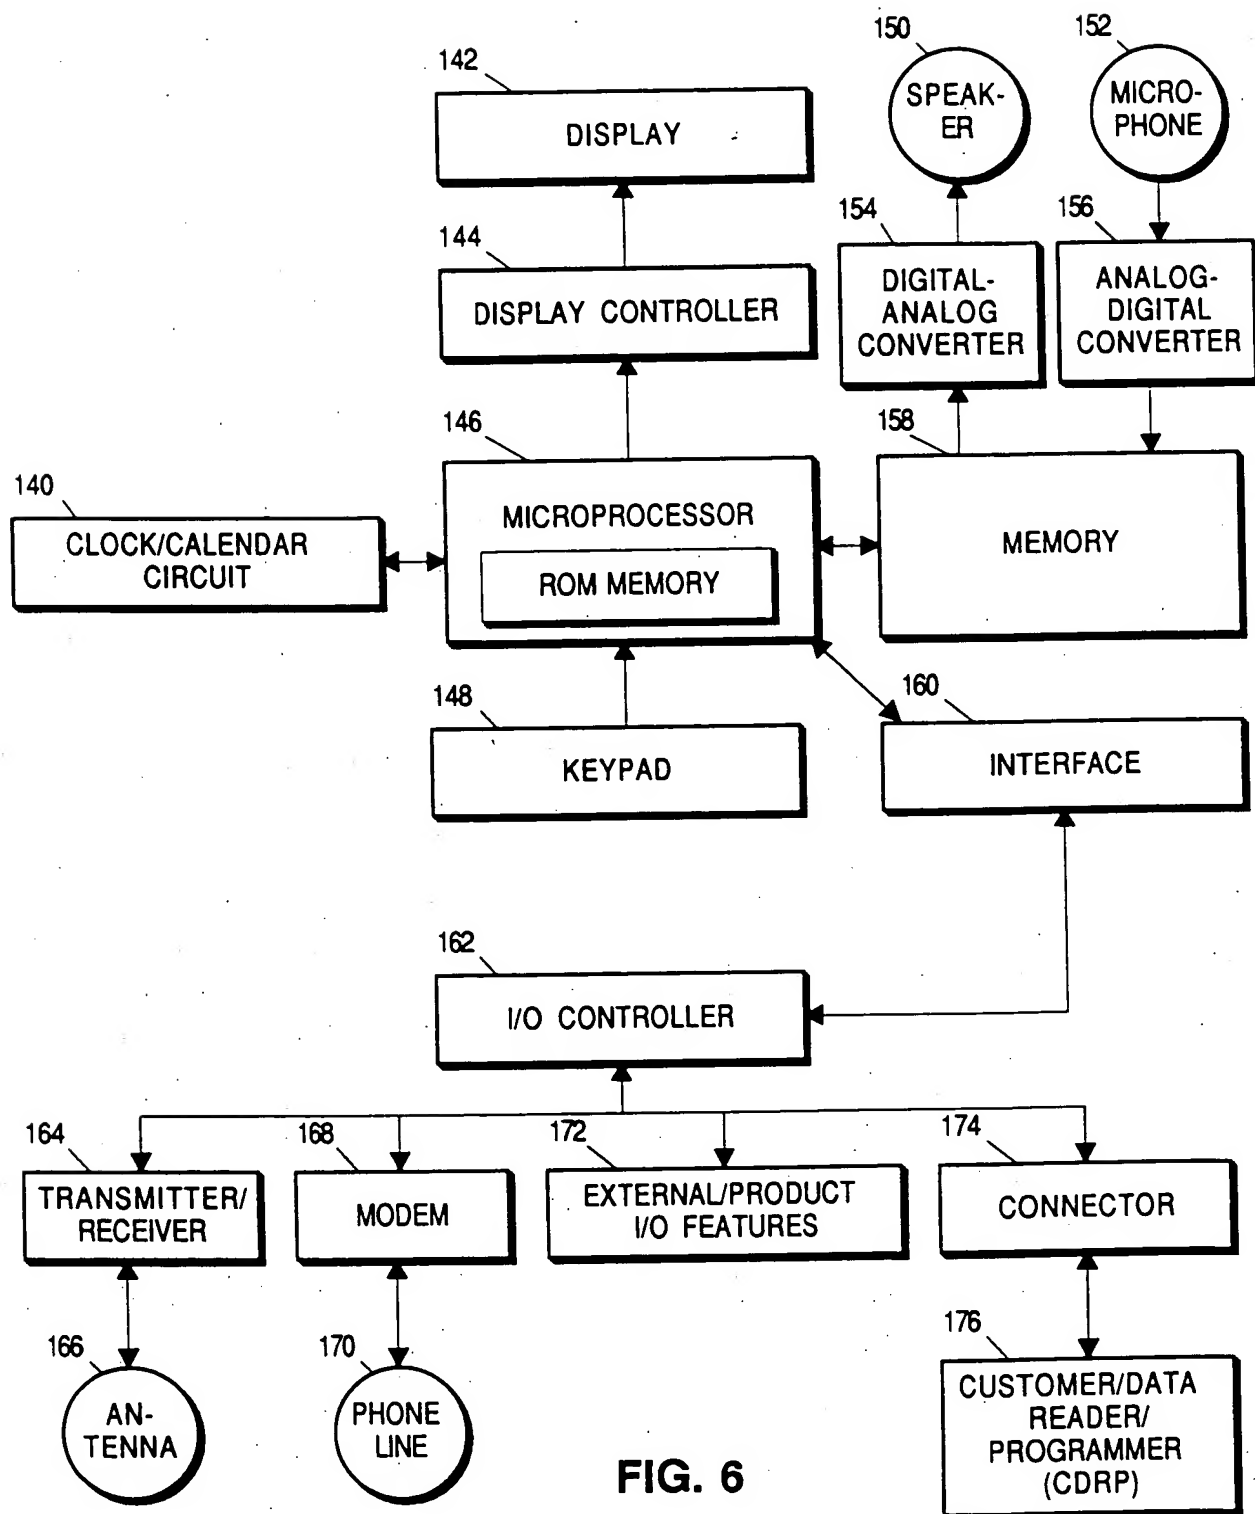 150
152
142
SPEAK-
ER
MICRO-
PHONE
DISPLAY
144
154
156
DISPLAY CONTROLLER
DIGITAL-
ANALOG
CONVERTER
ANALOG-
DIGITAL
CONVERTER
146
158
140
CLOCK/CALENDAR
CIRCUIT
MICROPROCESSOR
ROM MEMORY
MEMORY
148
160
KEYPAD
INTERFACE
162
I/O CONTROLLER
164
168
172
174
TRANSMITTER/
RECEIVER
MODEM
EXTERNAL/PRODUCT
I/O FEATURES
CONNECTOR
166
170
176
AN-
TENNA
PHONE
LINE
CUSTOMER/DATA
READER/
PROGRAMMER
(CDRP)
FIG. 6